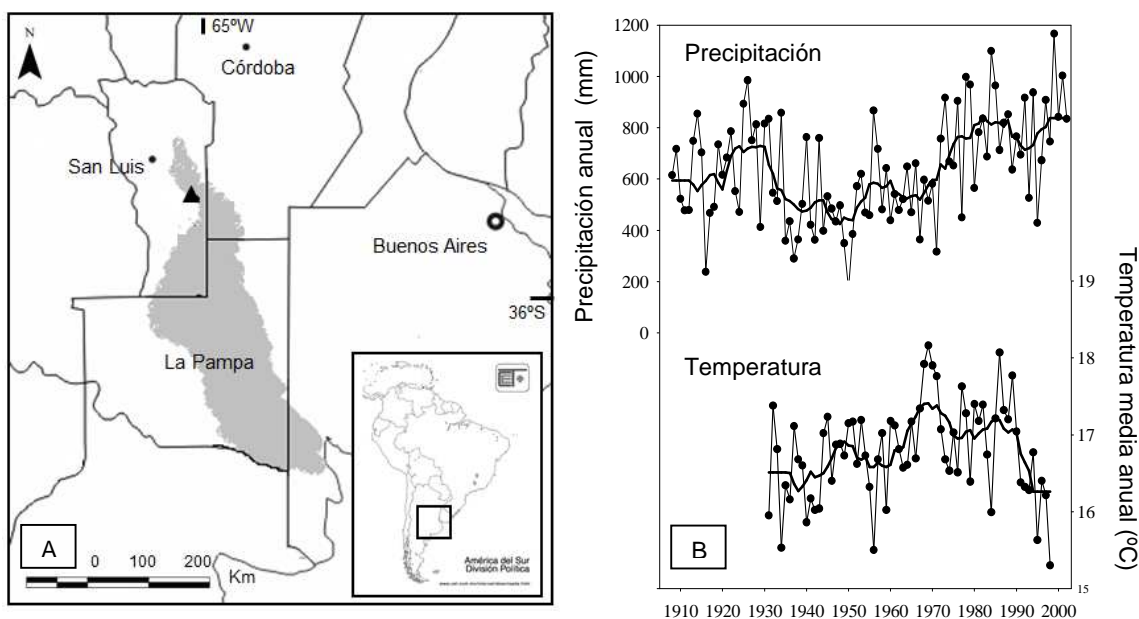 N
65ºW
Córdoba
San Luis
Buenos Aires
36ºS
La Pampa
A
0 100 200
Km
América del Sur
División Política
Precipitación
Precipitación anual (mm)
1200
1000
800
600
400
200
0
Temperatura
Temperatura media anual (ºC)
19
18
17
16
15
B
1910 1920 1930 1940 1950 1960 1970 1980 1990 2000